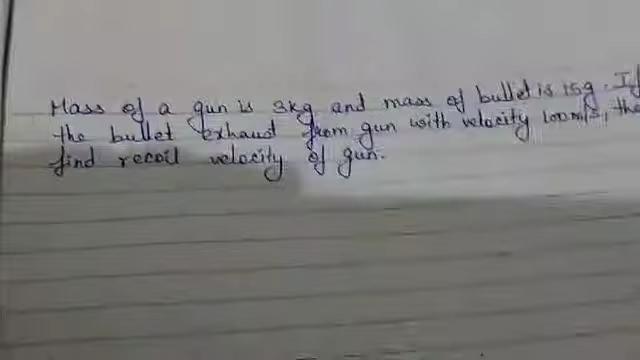 Mass of a gun is 3kg and mass of bullet is 15g. If
the bullet exhaust from gun with velocity 100m/s, the
find recoil velocity of gun.